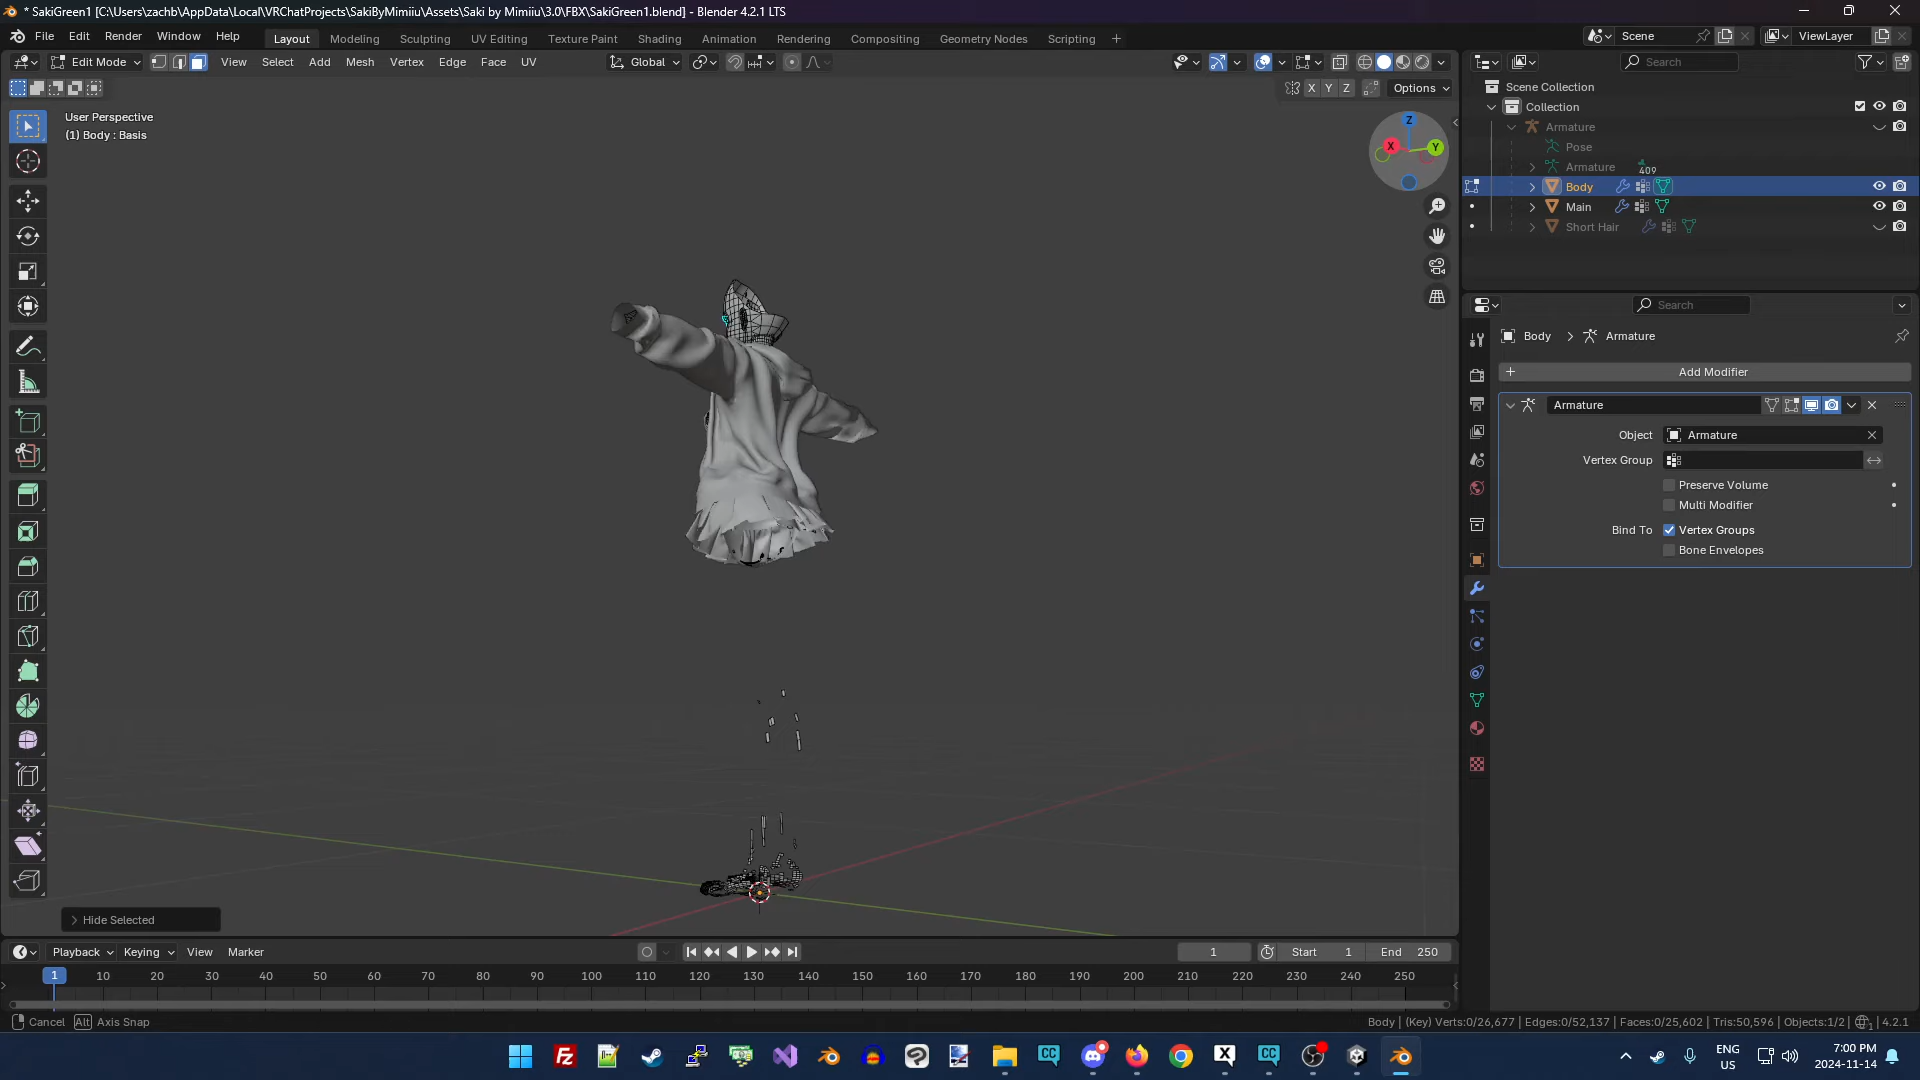 * SakiGreen1 [C:\Users\zachb\AppData\Local\VRChatProjects\SakiByMimiiu\Assets\Saki by Mimiiu\3.0\FBX\SakiGreen1.blend] - Blender 4.2.1 LTS
File Edit Render Window Help
Layout Modeling Sculpting UV Editing Texture Paint Shading Animation Rendering Compositing Geometry Nodes Scripting +
Scene ViewLayer
Edit Mode View Select Add Mesh Vertex Edge Face UV Global
Search
X Y Z Options
User Perspective
(1) Body : Basis
Z
X
Y
Scene Collection
Collection
Armature
Pose
Armature 409
Body
Main
Short Hair
Search
Body > Armature
+ Add Modifier
Armature
Object Armature
Vertex Group
Preserve Volume
Multi Modifier
Bind To Vertex Groups
Bone Envelopes
> Hide Selected
Playback Keying View Marker
1 Start 1 End 250
1 10 20 30 40 50 60 70 80 90 100 110 120 130 140 150 160 170 180 190 200 210 220 230 240 250
Cancel Alt Axis Snap
Body | (Key) Verts:0/26,677 | Edges:0/52,137 | Faces:0/25,602 | Tris:50,596 | Objects:1/2 | 4.2.1
CC CC
ENG
US
7:00 PM
2024-11-14